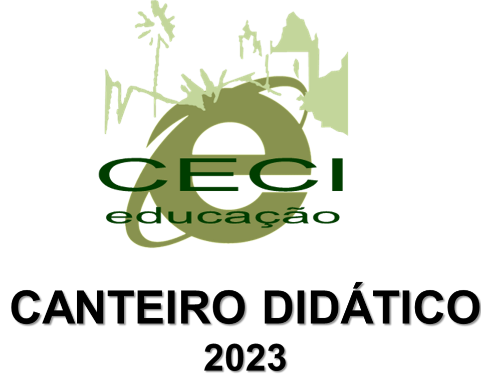 CECI
educação
CANTEIRO DIDÁTICO
2023